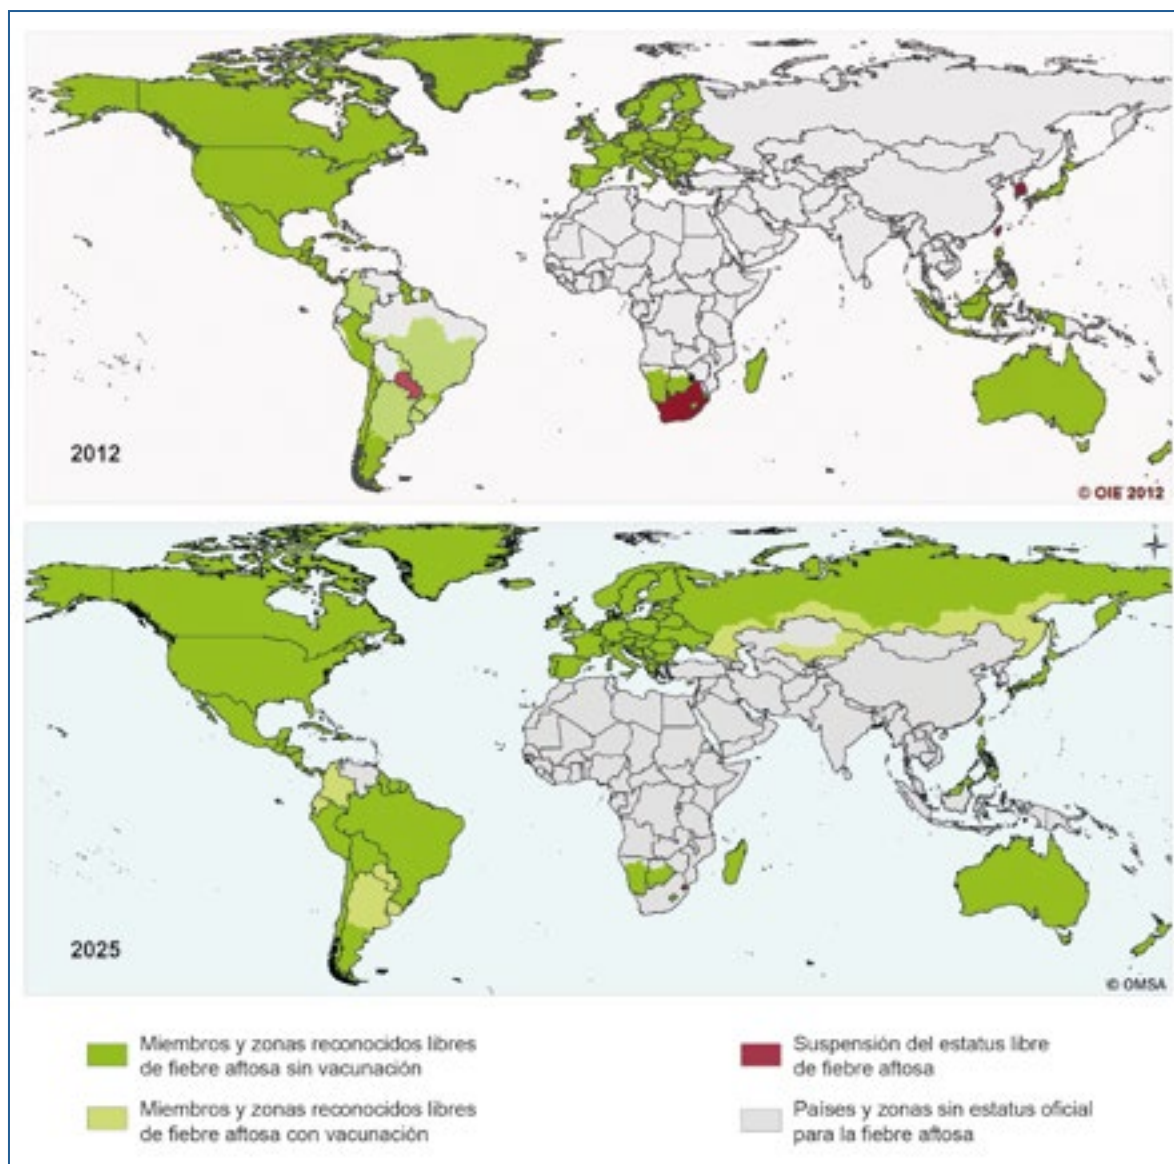 2012
© OIE 2012
2025
© OMSA
Miembros y zonas reconocidos libres
de fiebre aftosa sin vacunación
Miembros y zonas reconocidos libres
de fiebre aftosa con vacunación
Suspensión del estatus libre
de fiebre aftosa
Países y zonas sin estatus oficial
para la fiebre aftosa